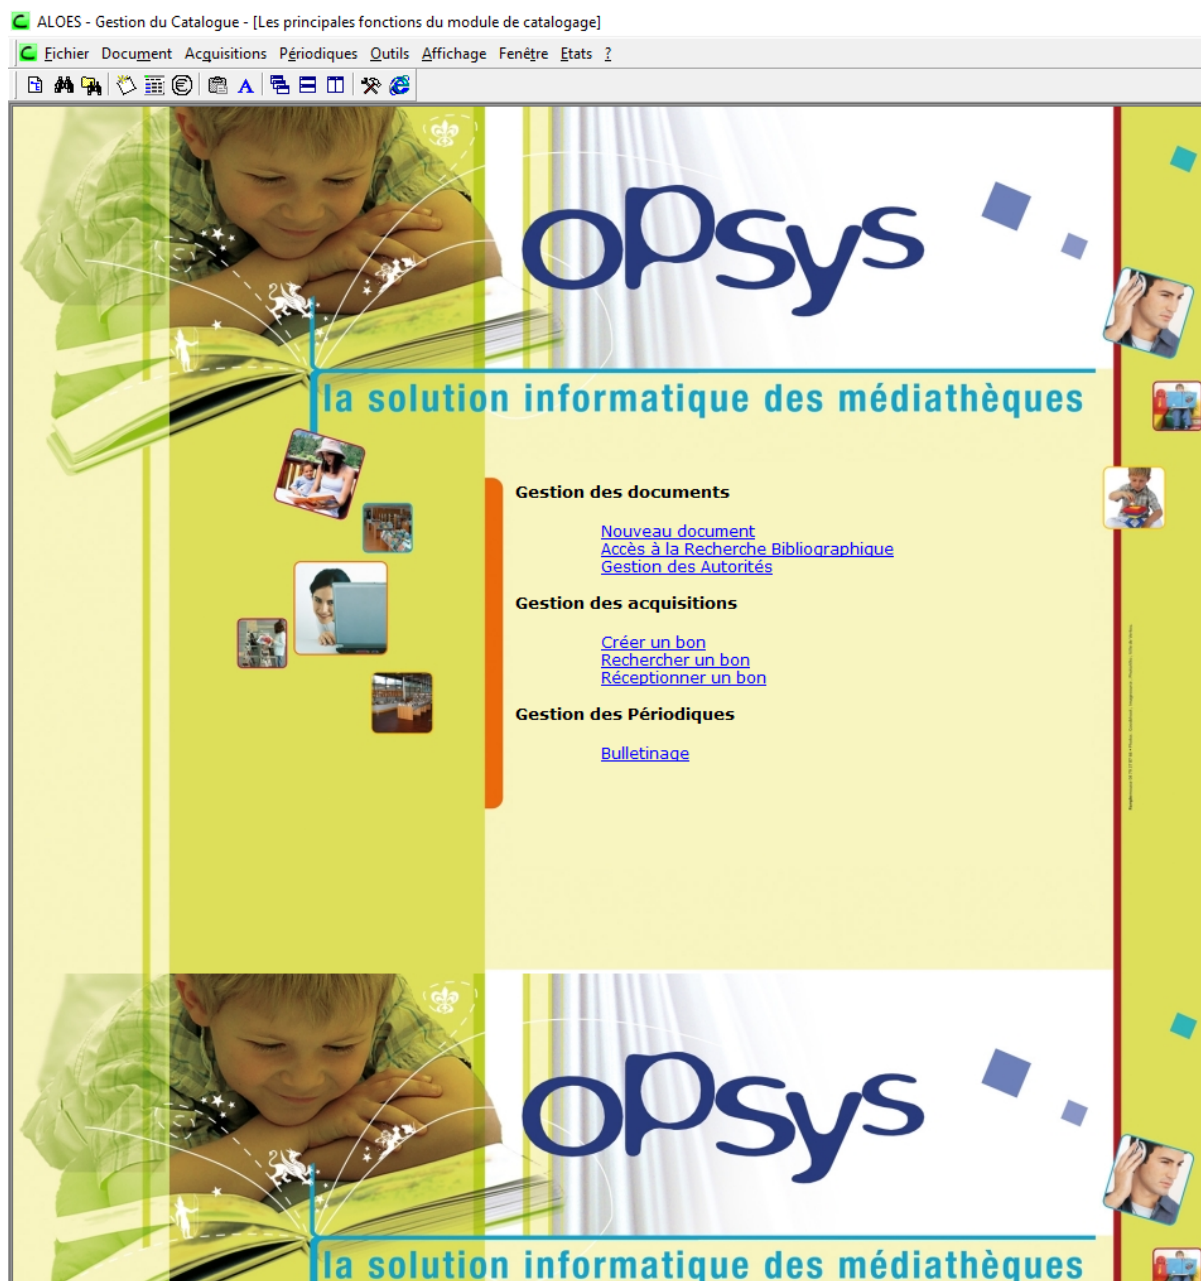 ALOES - Gestion du Catalogue - [Les principales fonctions du module de catalogage]
Fichier Document Acquisitions Périodiques Outils Affichage Fenêtre Etats ?
opsys
la solution informatique des médiathèques
Gestion des documents
Nouveau document
Accès à la Recherche Bibliographique
Gestion des Autorités
Gestion des acquisitions
Créer un bon
Rechercher un bon
Réceptionner un bon
Gestion des Périodiques
Bulletinage
opsys
la solution informatique des médiathèques